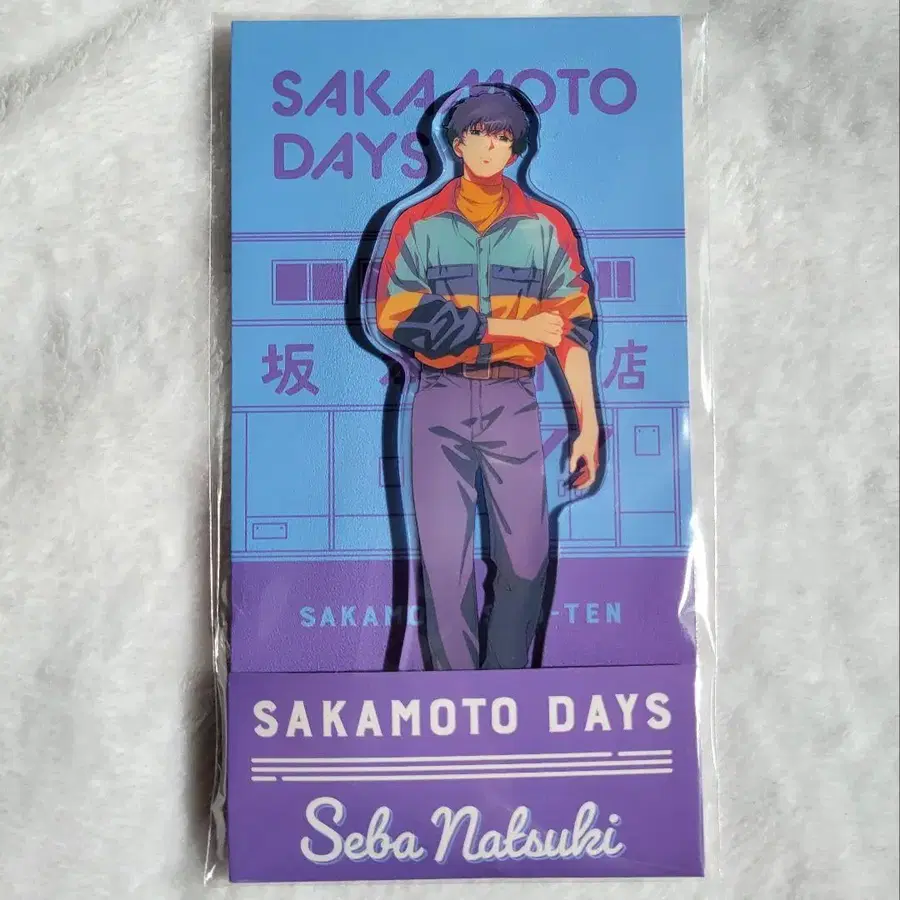 SAKAMOTO
DAYS
坂 店
SAKAMO -TEN
SAKAMOTO DAYS
Seba Natsuki